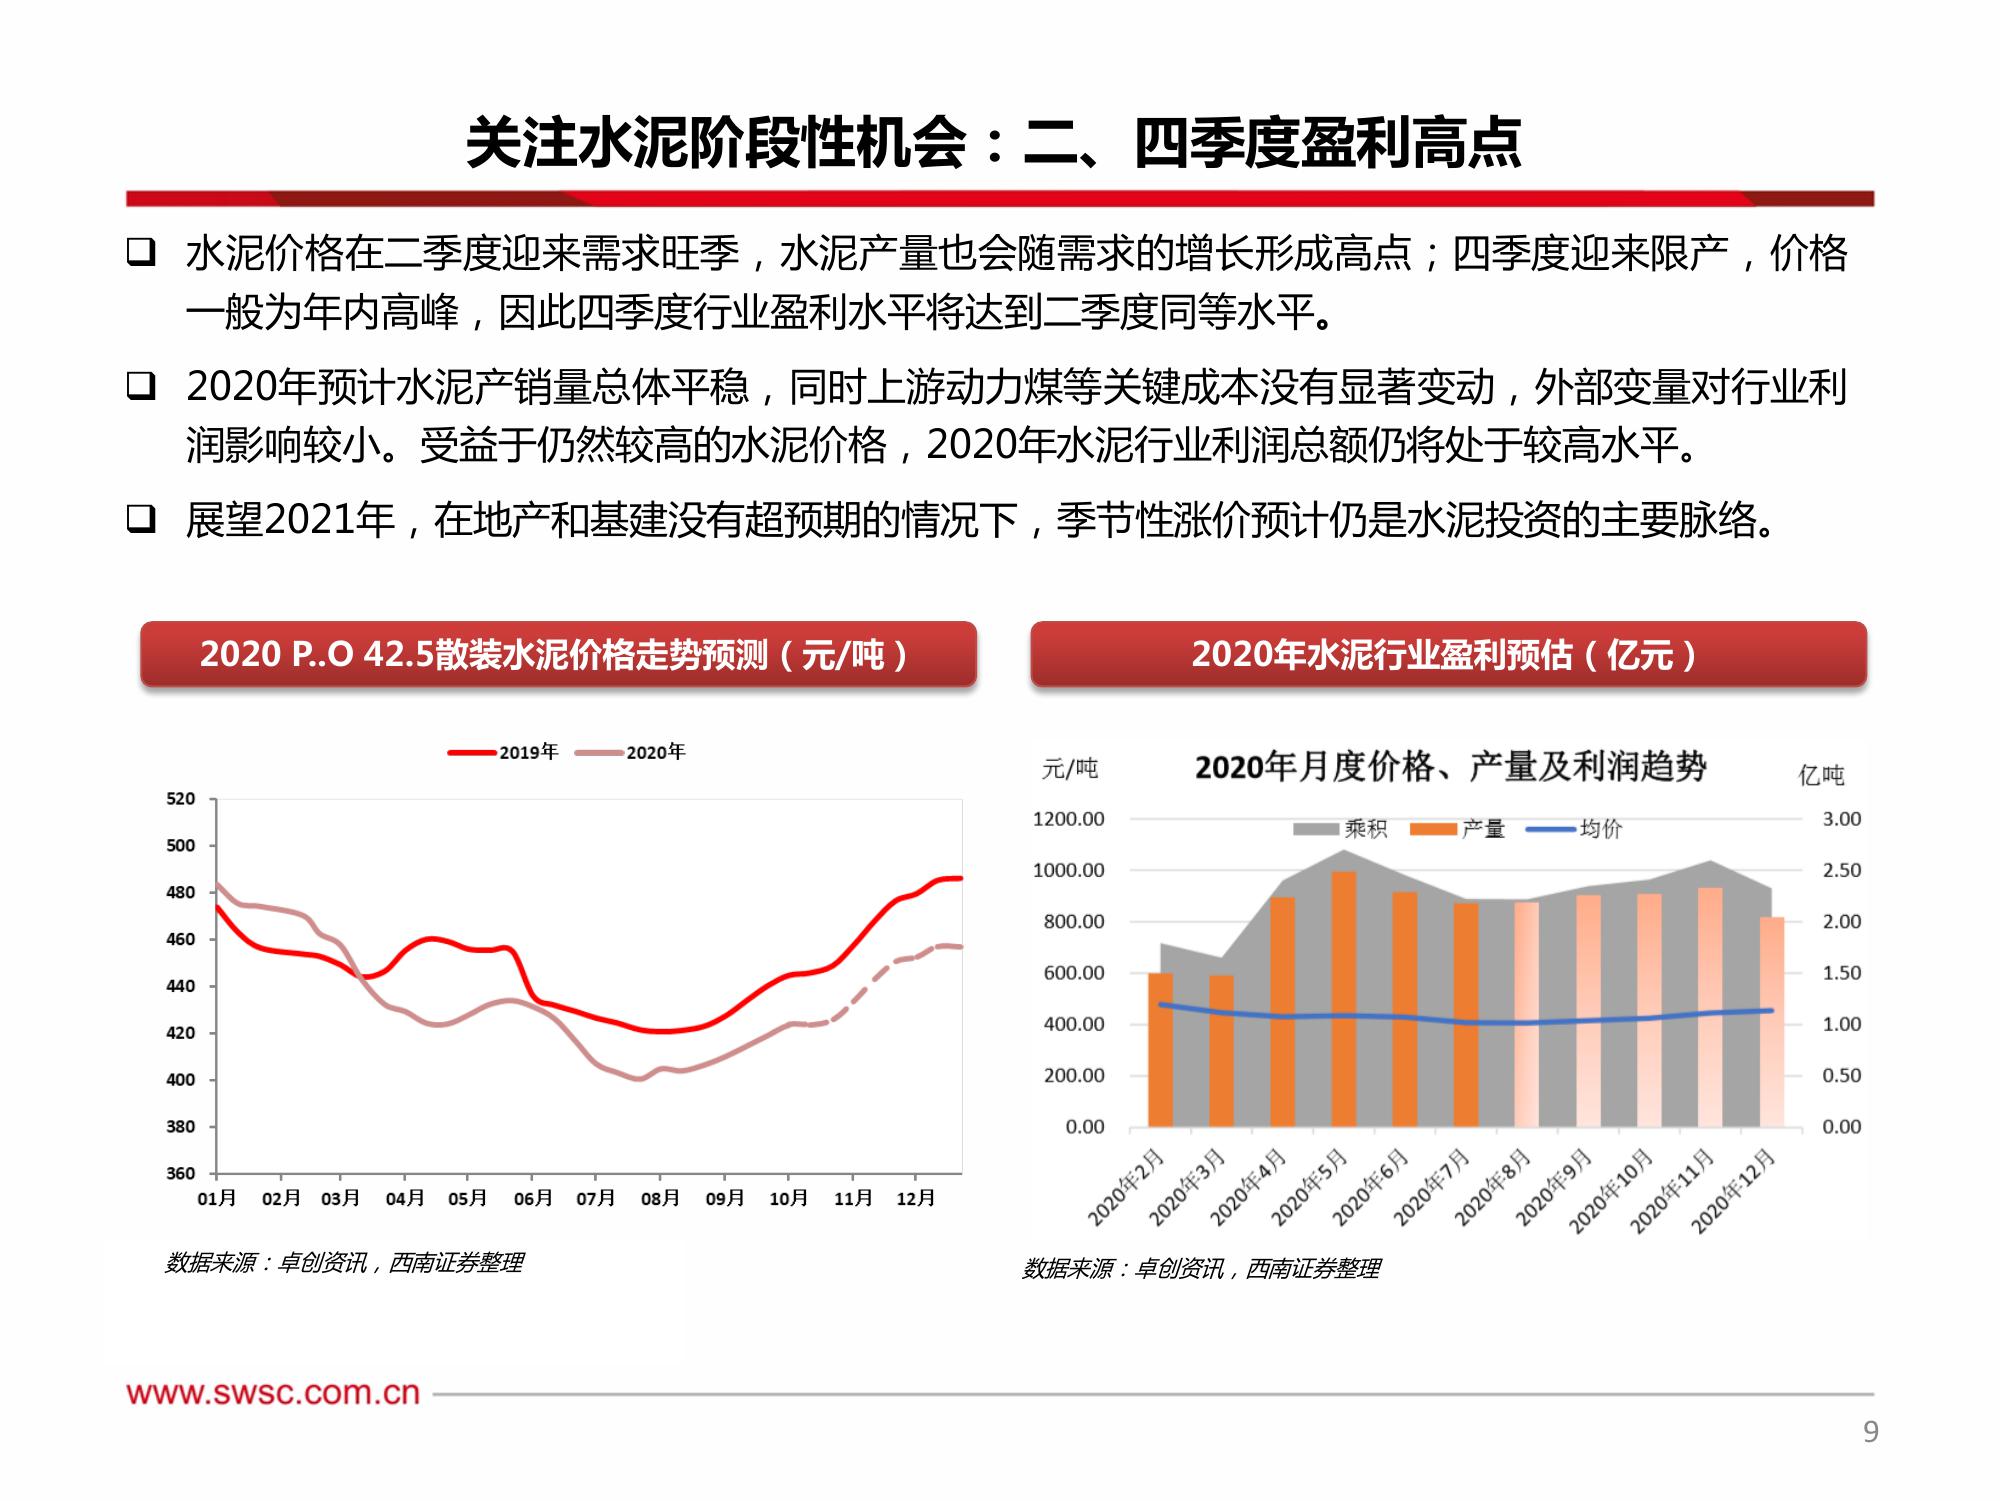 关注水泥阶段性机会：二、四季度盈利高点
❑ 水泥价格在二季度迎来需求旺季，水泥产量也会随需求的增长形成高点；四季度迎来限产，价格
一般为年内高峰，因此四季度行业盈利水平将达到二季度同等水平。
❑ 2020年预计水泥产销量总体平稳，同时上游动力煤等关键成本没有显著变动，外部变量对行业利
润影响较小。受益于仍然较高的水泥价格，2020年水泥行业利润总额仍将处于较高水平。
❑ 展望2021年，在地产和基建没有超预期的情况下，季节性涨价预计仍是水泥投资的主要脉络。
2020 P..O 42.5散装水泥价格走势预测（元/吨）
2019年 2020年
520
500
480
460
440
420
400
380
360
01月 02月 03月 04月 05月 06月 07月 08月 09月 10月 11月 12月
数据来源：卓创资讯，西南证券整理
2020年水泥行业盈利预估（亿元）
元/吨 2020年月度价格、产量及利润趋势 亿吨
乘积 产量 均价
1200.00 3.00
1000.00 2.50
800.00 2.00
600.00 1.50
400.00 1.00
200.00 0.50
0.00 0.00
2020年2月 2020年3月 2020年4月 2020年5月 2020年6月 2020年7月 2020年8月 2020年9月 2020年10月 2020年11月 2020年12月
数据来源：卓创资讯，西南证券整理
www.swsc.com.cn
9